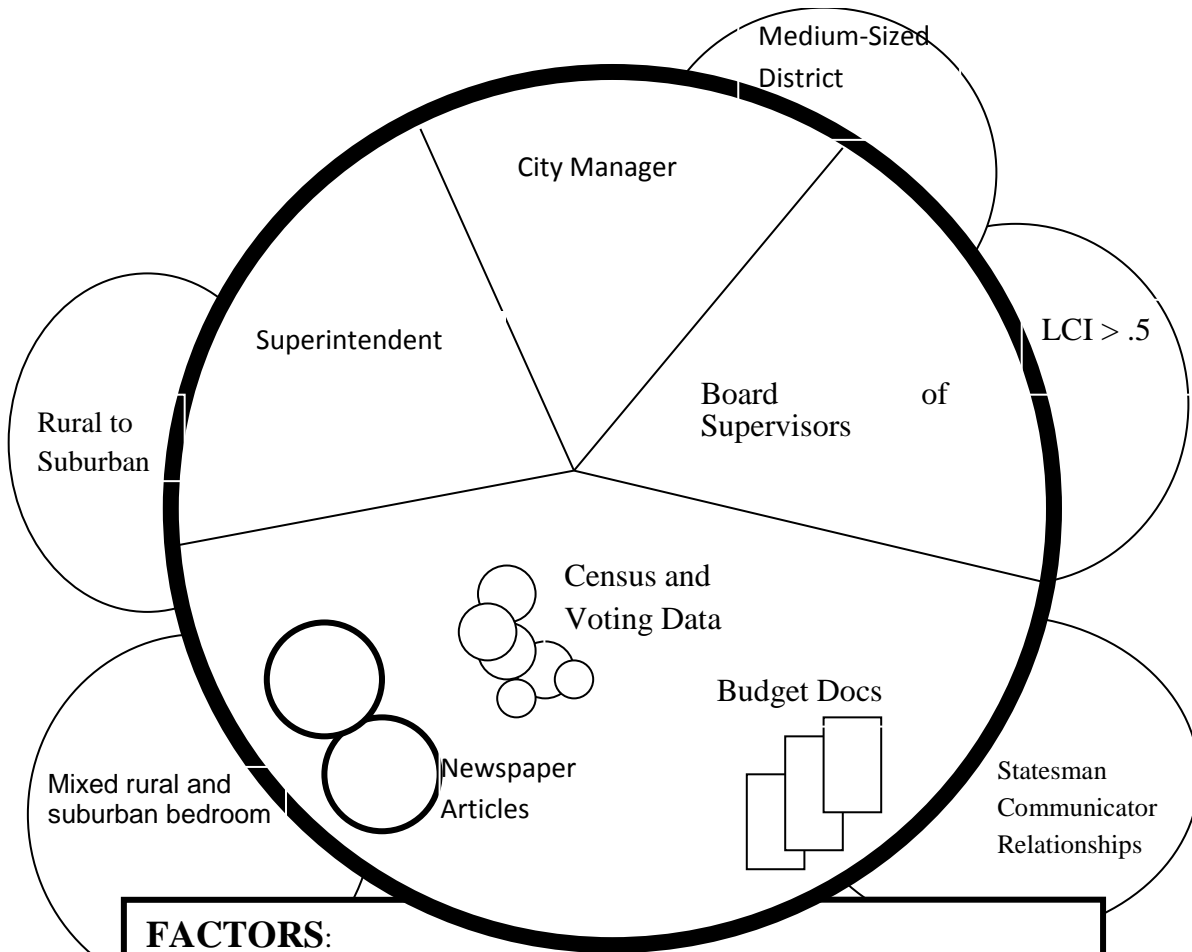 Medium-Sized
District
City Manager
Superintendent
LCI > .5
Board of
Supervisors
Rural to
Suburban
Census and
Voting Data
Budget Docs
Newspaper
Articles
Mixed rural and
suburban bedroom
Statesman
Communicator
Relationships
FACTORS: